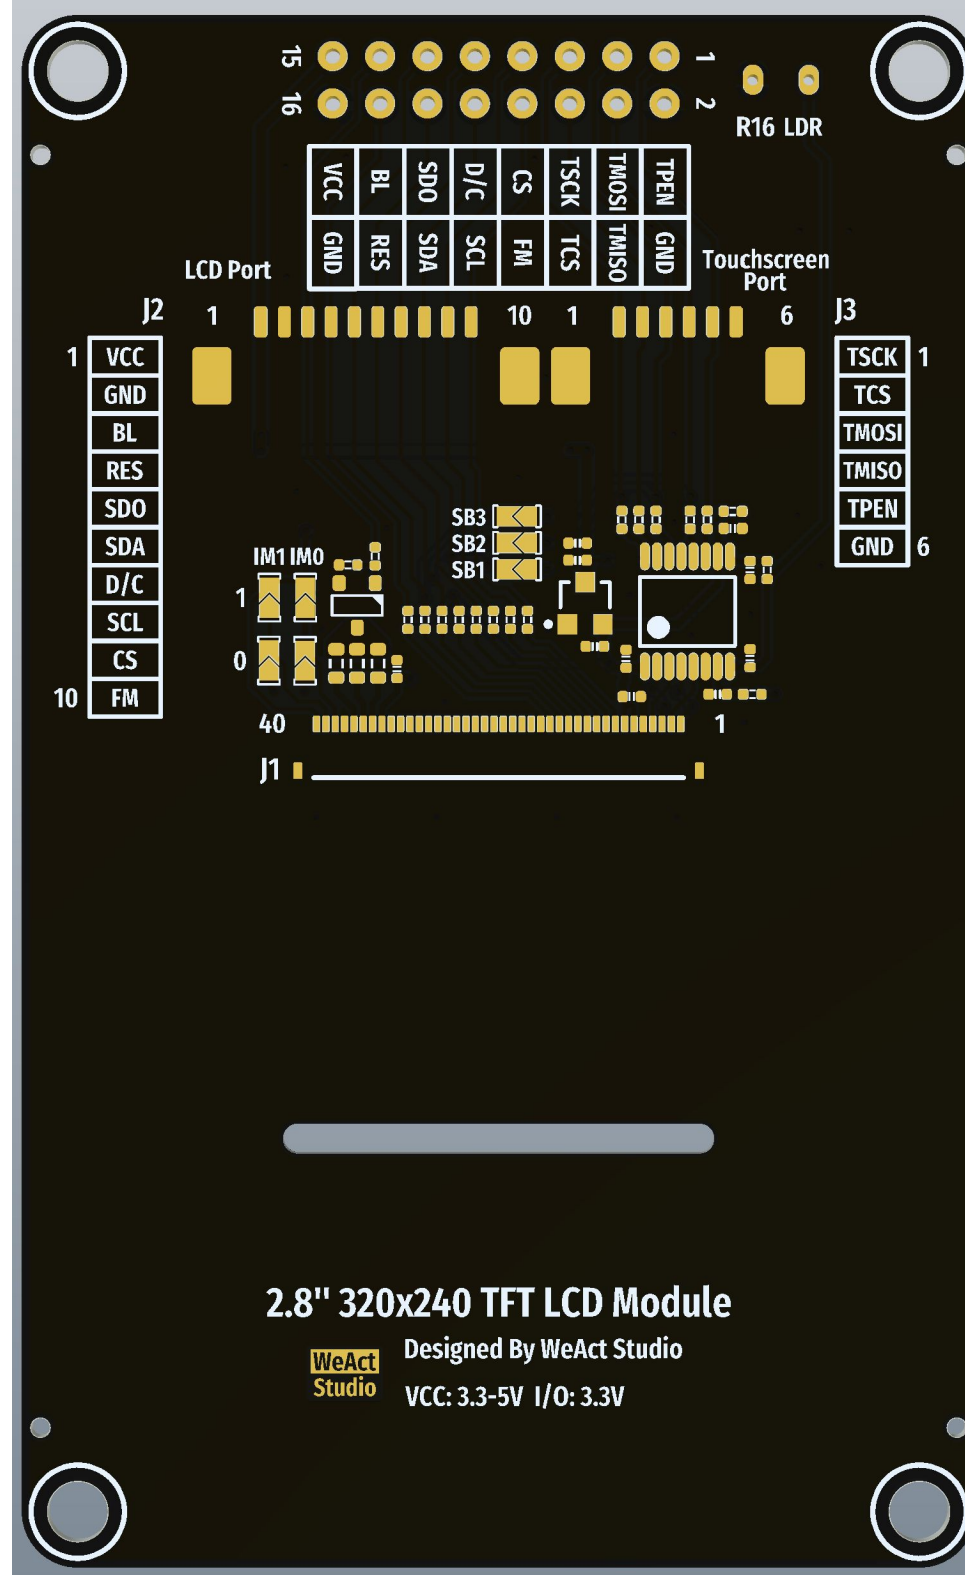 15 1
16 2
R16 LDR
VCC BL SDO D/C CS TSCK TMOSI TPEN
GND RES SDA SCL FM TCS TMISO GND
LCD Port
Touchscreen
Port
J2
1 10 1 6
J3
1 VCC
GND
BL
RES
SDO
SDA
D/C
SCL
CS
10 FM
TSCK 1
TCS
TMOSI
TMISO
TPEN
GND 6
SB3
SB2
SB1
IM1 IM0
1
0
40 1
J1
2.8" 320x240 TFT LCD Module
WeAct
Studio
Designed By WeAct Studio
VCC: 3.3-5V I/O: 3.3V